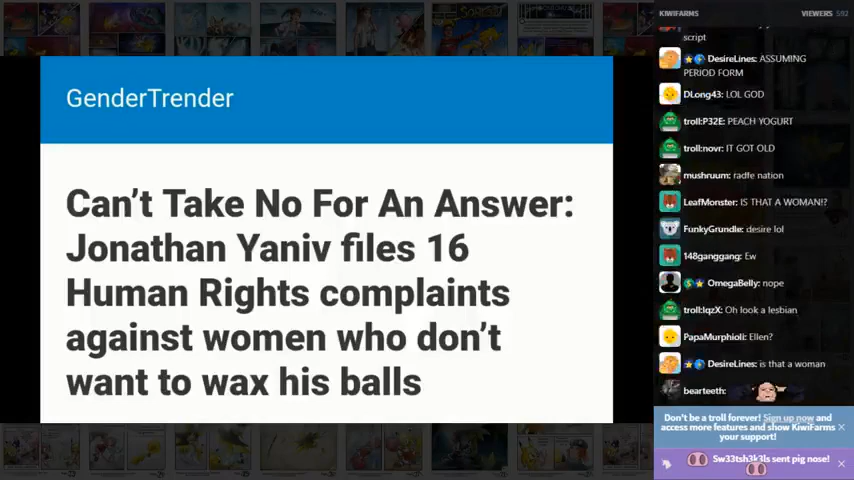 GenderTrender
Can't Take No For An Answer:
Jonathan Yaniv files 16
Human Rights complaints
against women who don't
want to wax his balls
KIWIFARMS
VIEWERS 592
script
DesireLines: ASSUMING
PERIOD FORM
DLong43: LOL GOD
troll:P32E: PEACH YOGURT
troll:novr: IT GOT OLD
mushruum: radfe nation
LeafMonster: IS THAT A WOMAN!?
FunkyGrundle: desire lol
148ganggang: Ew
OmegaBelly: nope
troll:lqzX: Oh look a lesbian
PapaMurphioli: Ellen?
DesireLines: is that a woman
bearteeth:
Don't be a troll forever! Sign up now and
access more features and show KiwiFarms
your support!
Sw33tsh3k3ls sent pig nose!